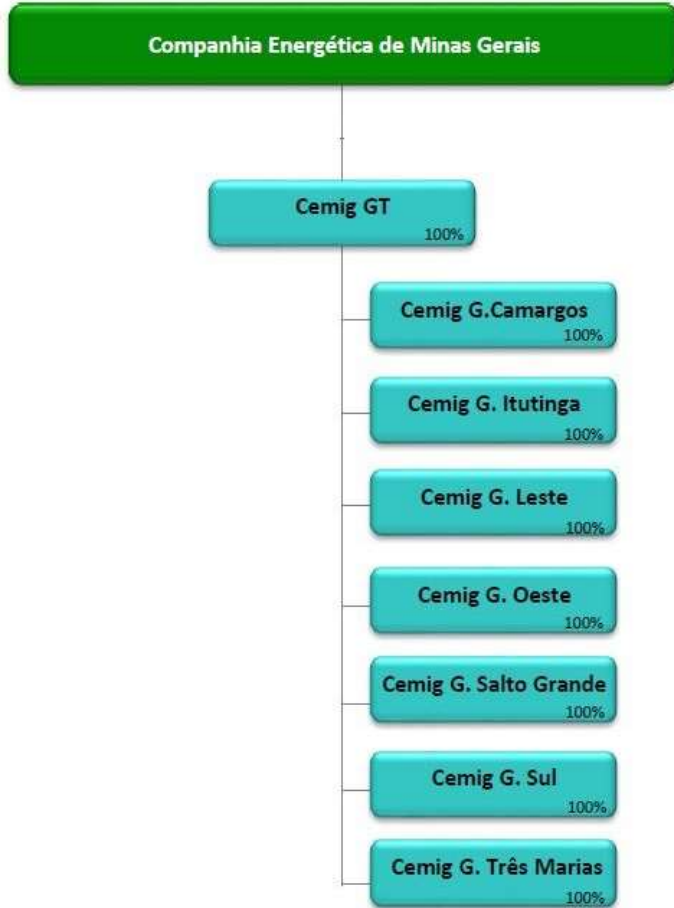 Companhia Energética de Minas Gerais
Cemig GT
100%
Cemig G.Camargos
100%
Cemig G. Itutinga
100%
Cemig G. Leste
100%
Cemig G. Oeste
100%
Cemig G. Salto Grande
100%
Cemig G. Sul
100%
Cemig G. Três Marias
100%